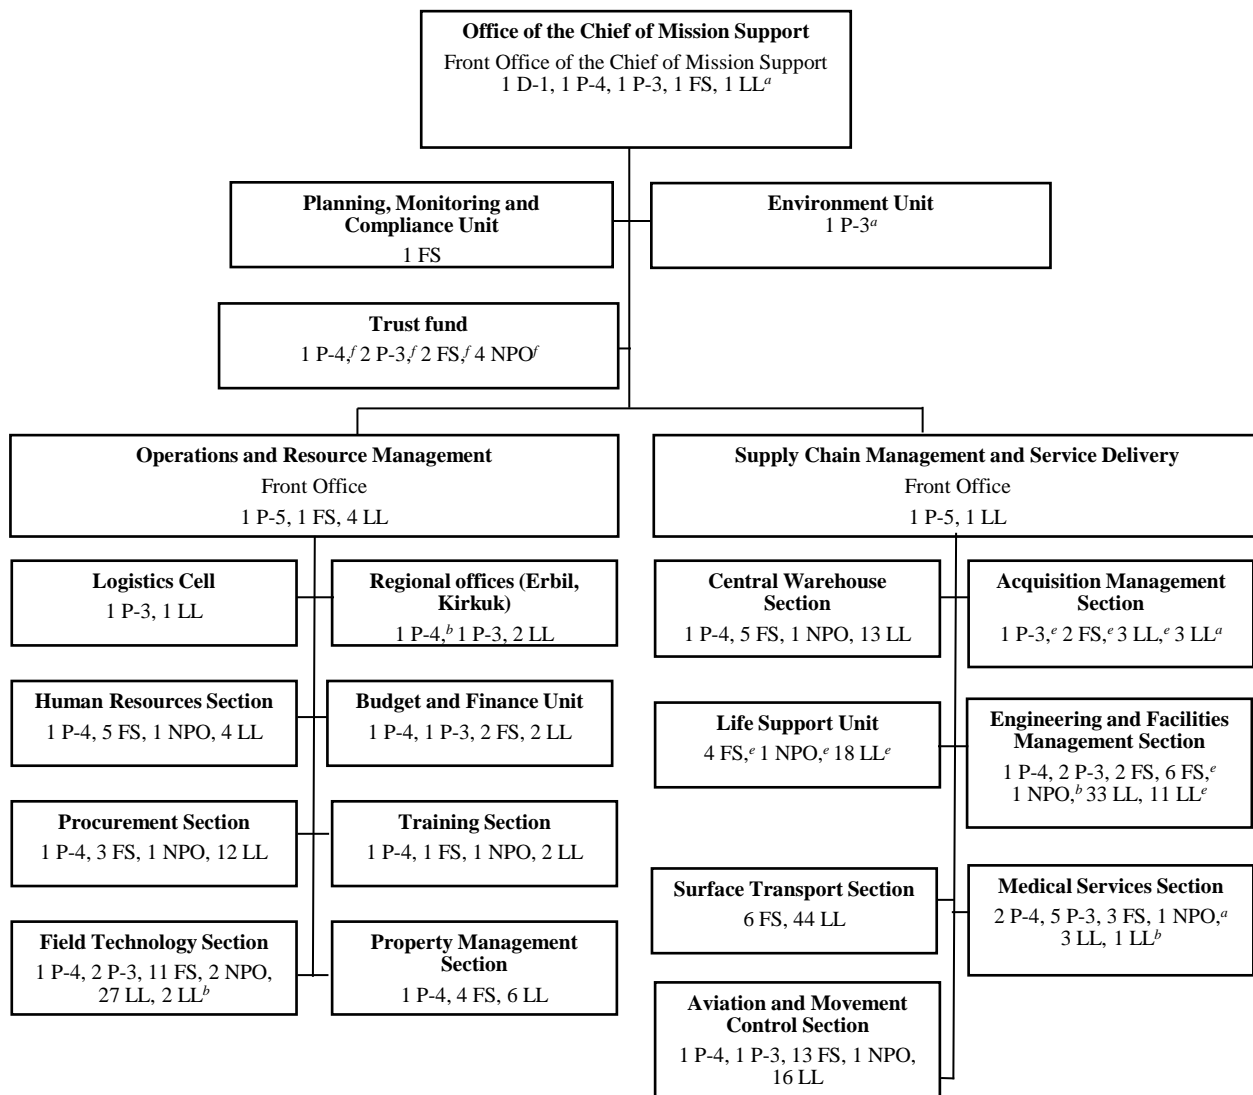 Office of the Chief of Mission Support
Front Office of the Chief of Mission Support
1 D-1, 1 P-4, 1 P-3, 1 FS, 1 LLa
Planning, Monitoring and
Compliance Unit
1 FS
Environment Unit
1 P-3a
Trust fund
1 P-4,f 2 P-3,f 2 FS,f 4 NPOf
Operations and Resource Management
Front Office
1 P-5, 1 FS, 4 LL
Supply Chain Management and Service Delivery
Front Office
1 P-5, 1 LL
Logistics Cell
1 P-3, 1 LL
Regional offices (Erbil,
Kirkuk)
1 P-4,b 1 P-3, 2 LL
Central Warehouse
Section
1 P-4, 5 FS, 1 NPO, 13 LL
Acquisition Management
Section
1 P-3,e 2 FS,e 3 LL,e 3 LLa
Human Resources Section
1 P-4, 5 FS, 1 NPO, 4 LL
Budget and Finance Unit
1 P-4, 1 P-3, 2 FS, 2 LL
Life Support Unit
4 FS,e 1 NPO,e 18 LLe
Engineering and Facilities
Management Section
1 P-4, 2 P-3, 2 FS, 6 FS,e
1 NPO,b 33 LL, 11 LLe
Procurement Section
1 P-4, 3 FS, 1 NPO, 12 LL
Training Section
1 P-4, 1 FS, 1 NPO, 2 LL
Surface Transport Section
6 FS, 44 LL
Medical Services Section
2 P-4, 5 P-3, 3 FS, 1 NPO,a
3 LL, 1 LLb
Field Technology Section
1 P-4, 2 P-3, 11 FS, 2 NPO,
27 LL, 2 LLb
Property Management
Section
1 P-4, 4 FS, 6 LL
Aviation and Movement
Control Section
1 P-4, 1 P-3, 13 FS, 1 NPO,
16 LL